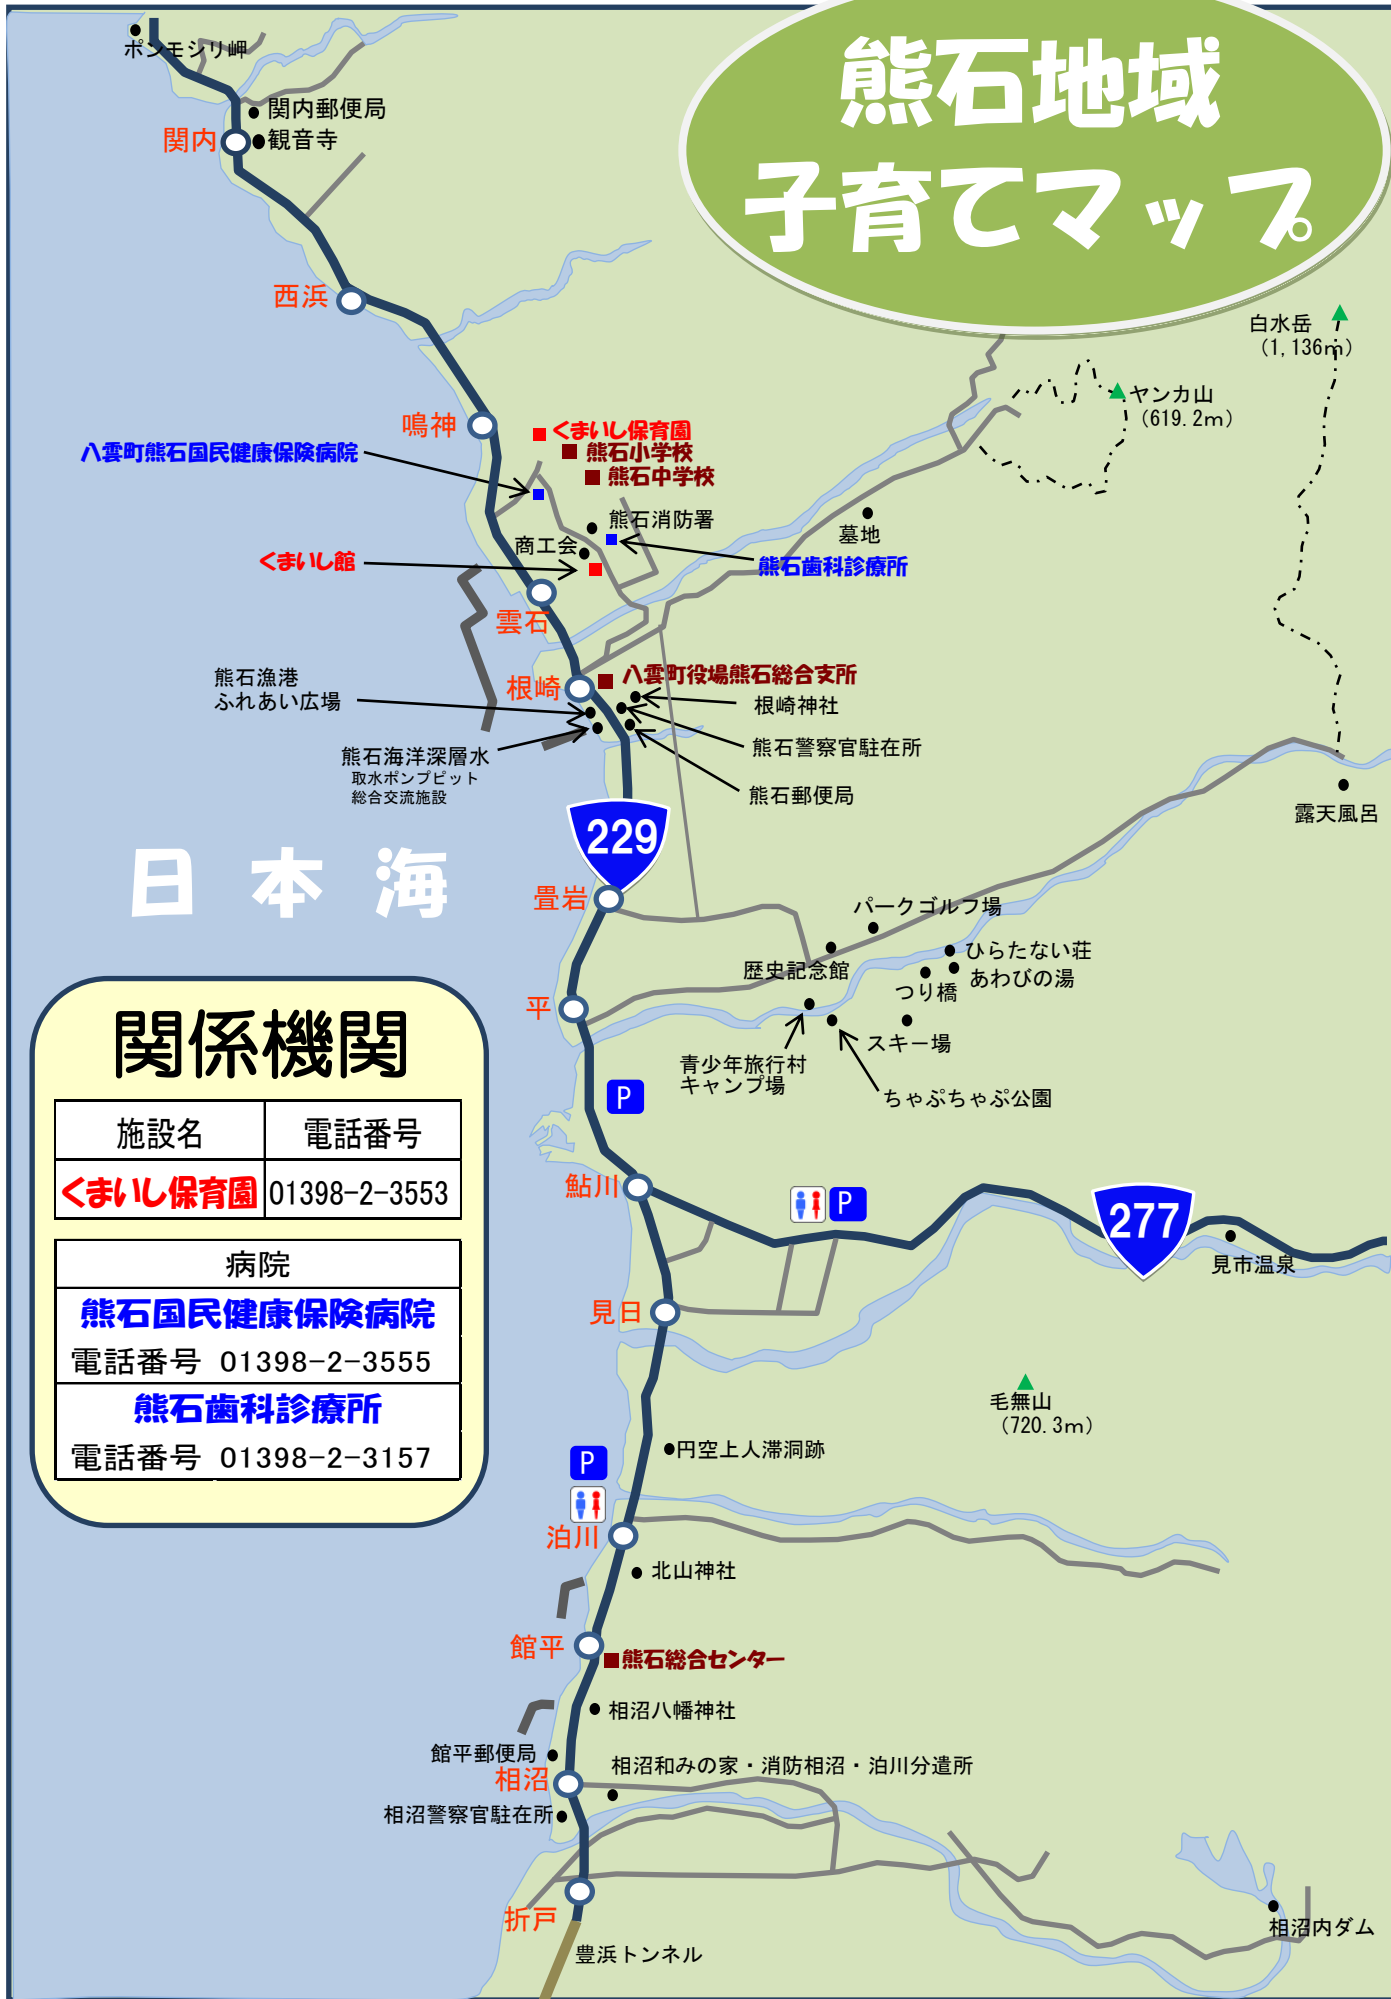 熊石地域
子育てマップ
ポンモシリ岬
関内郵便局
関内
観音寺
西浜
白水岳
（1,136m）
ヤンカ山
（619.2m）
鳴神
くまいし保育園
八雲町熊石国民健康保険病院
熊石小学校
熊石中学校
熊石消防署
墓地
商工会
くまいし館
熊石歯科診療所
雲石
八雲町役場熊石総合支所
熊石漁港
ふれあい広場
根崎
根崎神社
熊石海洋深層水
取水ポンプピット
総合交流施設
熊石警察官駐在所
熊石郵便局
露天風呂
229
日本海
畳岩
パークゴルフ場
歴史記念館
ひらたない荘
あわびの湯
つり橋
平
スキー場
青少年旅行村
キャンプ場
ちゃぷちゃぷ公園
P
関係機関
施設名 電話番号
くまいし保育園 01398-2-3553
病院
熊石国民健康保険病院
電話番号 01398-2-3555
熊石歯科診療所
電話番号 01398-2-3157
鮎川
P
277
見市温泉
見日
毛無山
（720.3m）
円空上人滞洞跡
P
泊川
北山神社
館平
熊石総合センター
相沼八幡神社
館平郵便局
相沼和みの家・消防相沼・泊川分遣所
相沼
相沼警察官駐在所
折戸
相沼内ダム
豊浜トンネル